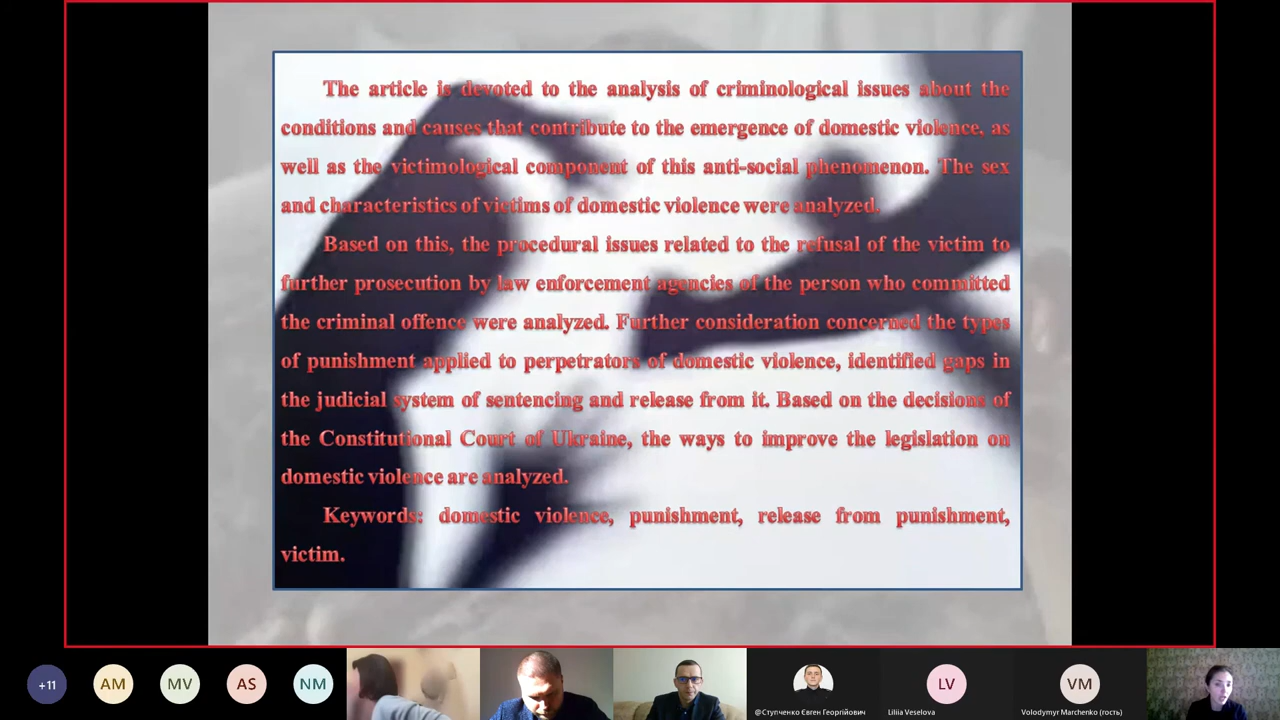 The article is devoted to the analysis of criminological issues about the
conditions and causes that contribute to the emergence of domestic violence, as
well as the victimological component of this anti-social phenomenon. The sex
and characteristics of victims of domestic violence were analyzed.
Based on this, the procedural issues related to the refusal of the victim to
further prosecution by law enforcement agencies of the person who committed
the criminal offence were analyzed. Further consideration concerned the types
of punishment applied to perpetrators of domestic violence, identified gaps in
the judicial system of sentencing and release from it. Based on the decisions of
the Constitutional Court of Ukraine, the ways to improve the legislation on
domestic violence are analyzed.
Keywords: domestic violence, punishment, release from punishment,
victim.
+11
AM
MV
AS
NM
@Ступченко Євген Георгійович
LV
Liliia Veselova
VM
Volodymyr Marchenko (гость)